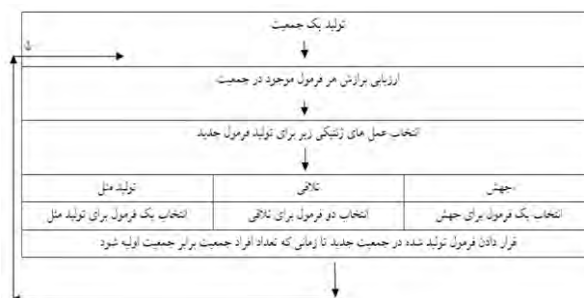 تولید یک جمعیت
ارزیابی برازش هر فرمول موجود در جمعیت
انتخاب عمل های ژنتیکی زیر برای تولید فرمول جدید
جهش تلاقی تولید مثل
انتخاب یک فرمول برای جهش انتخاب دو فرمول برای تلاقی انتخاب یک فرمول برای تولید مثل
قرار دادن فرمول تولید شده در جمعیت جدید تا زمانی که تعداد افراد جمعیت برابر جمعیت اولیه شود